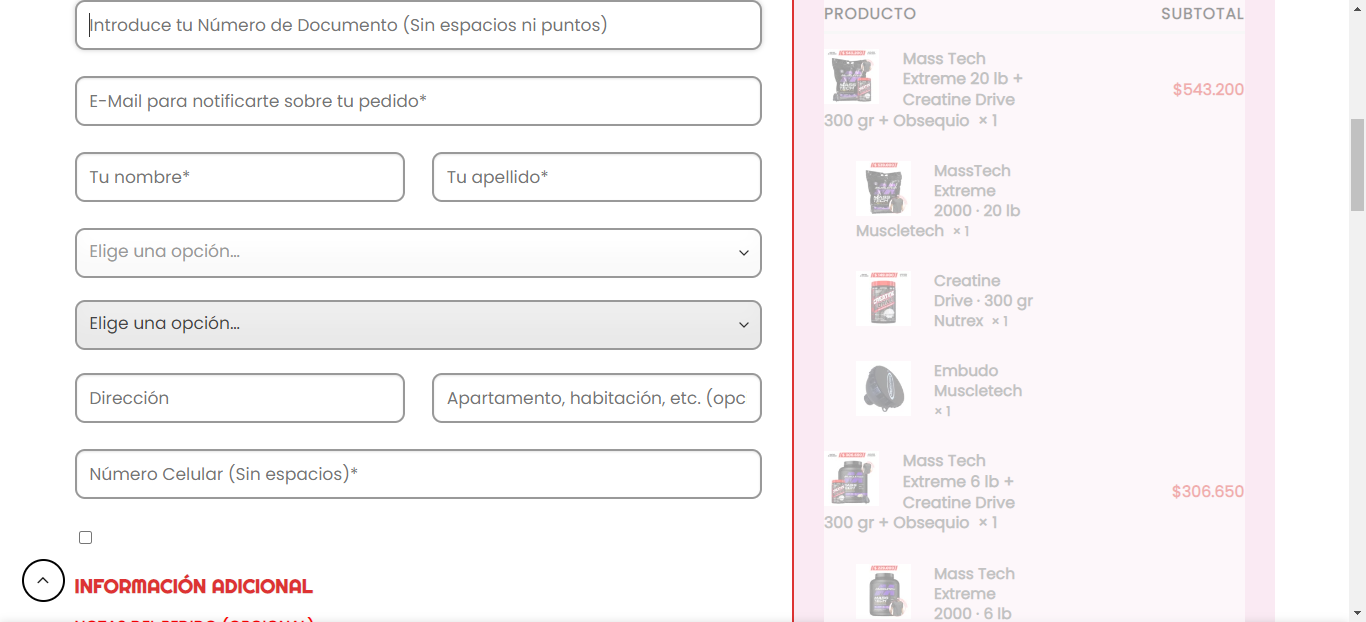 Introduce tu Número de Documento (Sin espacios ni puntos)
E-Mail para notificarte sobre tu pedido*
Tu nombre*
Tu apellido*
Elige una opción...
Elige una opción...
Dirección
Apartamento, habitación, etc. (opc
Número Celular (Sin espacios)*
INFORMACIÓN ADICIONAL
NOTAS DEL PEDIDO (OPCIONAL)
PRODUCTO SUBTOTAL
Mass Tech
Extreme 20 lb +
Creatine Drive
300 gr + Obsequio × 1
$543.200
MassTech
Extreme
2000 · 20 lb
Muscletech × 1
Creatine
Drive · 300 gr
Nutrex × 1
Embudo
Muscletech
× 1
Mass Tech
Extreme 6 lb +
Creatine Drive
300 gr + Obsequio × 1
$306.650
Mass Tech
Extreme
2000 · 6 lb